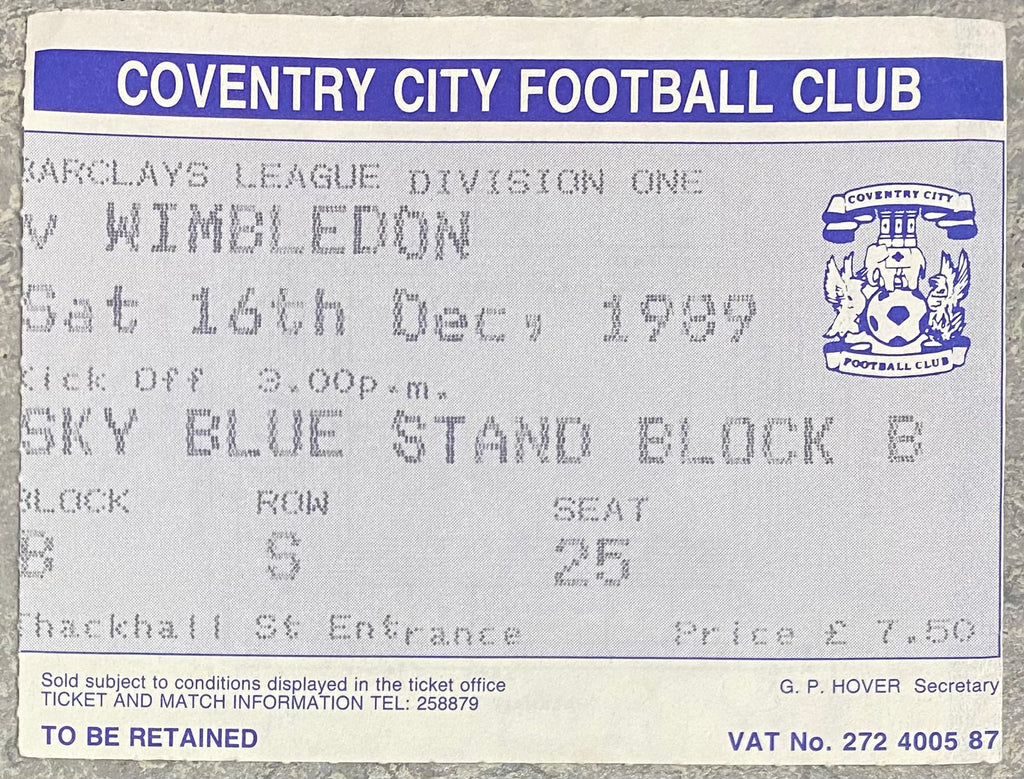 COVENTRY CITY FOOTBALL CLUB
BARCLAYS LEAGUE DIVISION ONE
v WIMBLEDON
COVENTRY CITY
FOOTBALL CLUB
Sat 16th Dec, 1989
Kick Off 3.00p.m.
SKY BLUE STAND BLOCK B
BLOCK ROW SEAT
B S 25
Thackhall St Entrance Price £ 7.50
Sold subject to conditions displayed in the ticket office G. P. HOVER Secretary
TICKET AND MATCH INFORMATION TEL: 258879
TO BE RETAINED VAT No. 272 4005 87